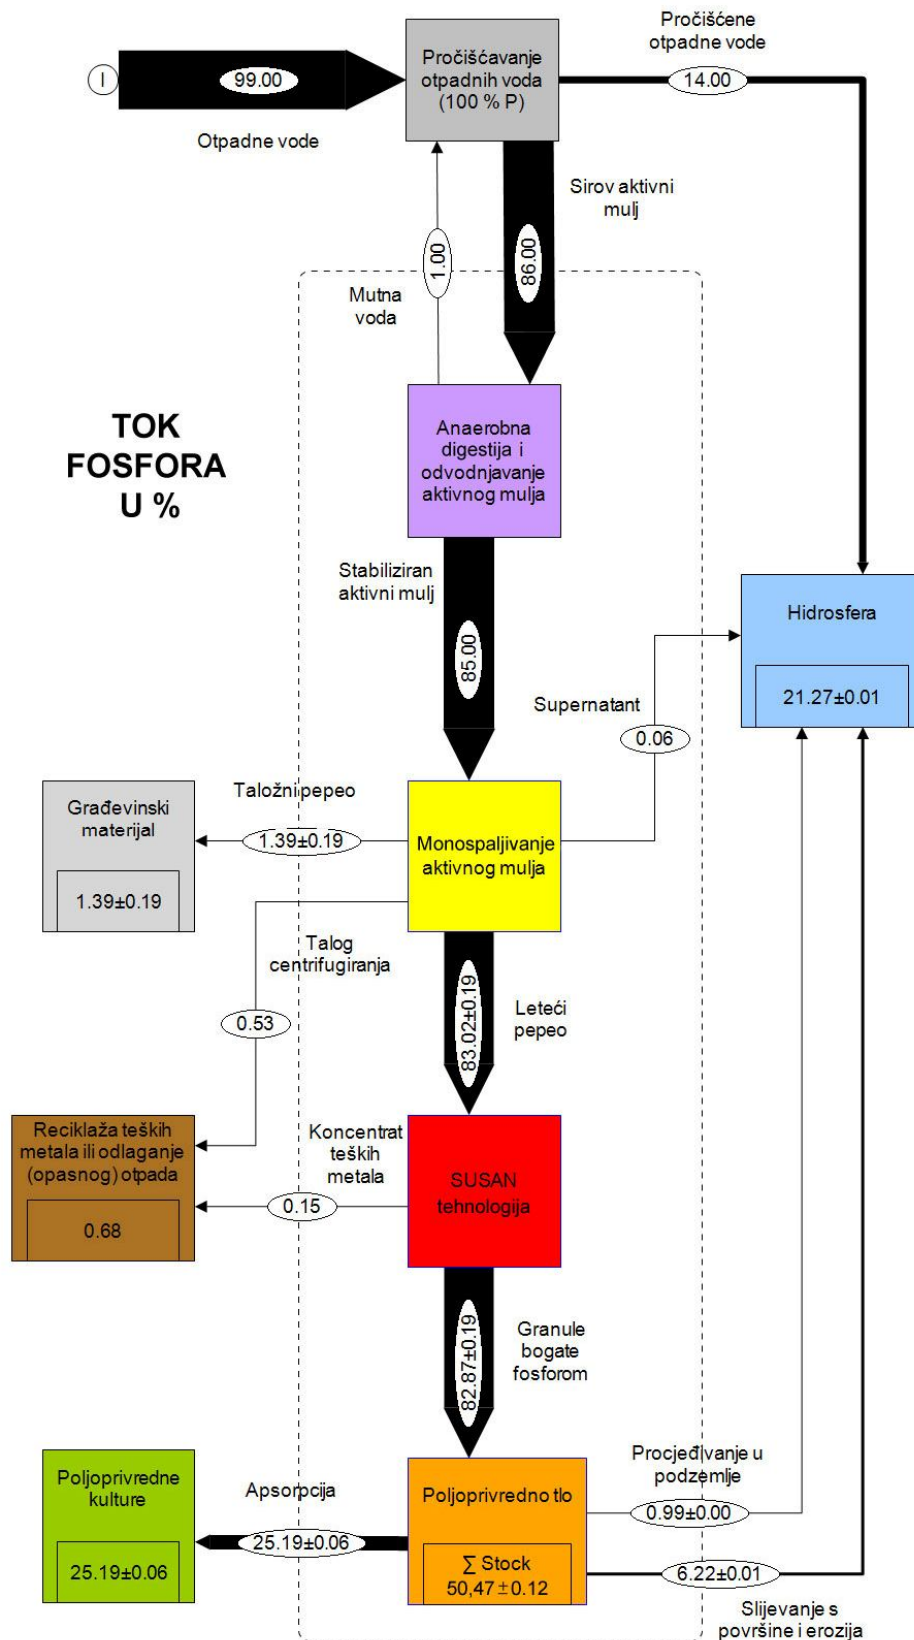 Pročišćene
otpadne vode
Pročišćavanje
otpadnih voda
(100 % P)
I
99.00
14.00
Otpadne vode
Sirov aktivni
mulj
1.00
86.00
Mutna
voda
TOK
FOSFORA
U %
Anaerobna
digestija i
odvodnjavanje
aktivnog mulja
Stabiliziran
aktivni mulj
85.00
Hidrosfera
21.27±0.01
Supernatant
0.06
Taložni pepeo
1.39±0.19
Građevinski
materijal
1.39±0.19
Monospaljivanje
aktivnog mulja
Talog
centrifugiranja
0.53
83.02±0.19
Leteći
pepeo
Reciklaža teških
metala ili odlaganje
(opasnog) otpada
0.68
Koncentrat
teških
metala
0.15
SUSAN
tehnologija
82.87±0.19
Granule
bogate
fosforom
Poljoprivredne
kulture
25.19±0.06
Apsorpcija
25.19±0.06
Poljoprivredno tlo
∑ Stock
50,47±0.12
Procjeđivanje u
podzemlje
0.99±0.00
6.22±0.01
Slijevanje s
površine i erozija